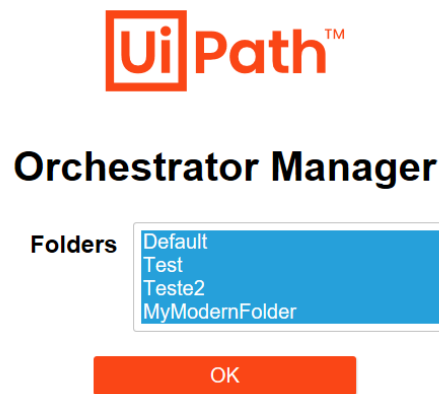 UiPath™
Orchestrator Manager
Folders
Default
Test
Teste2
MyModernFolder
OK